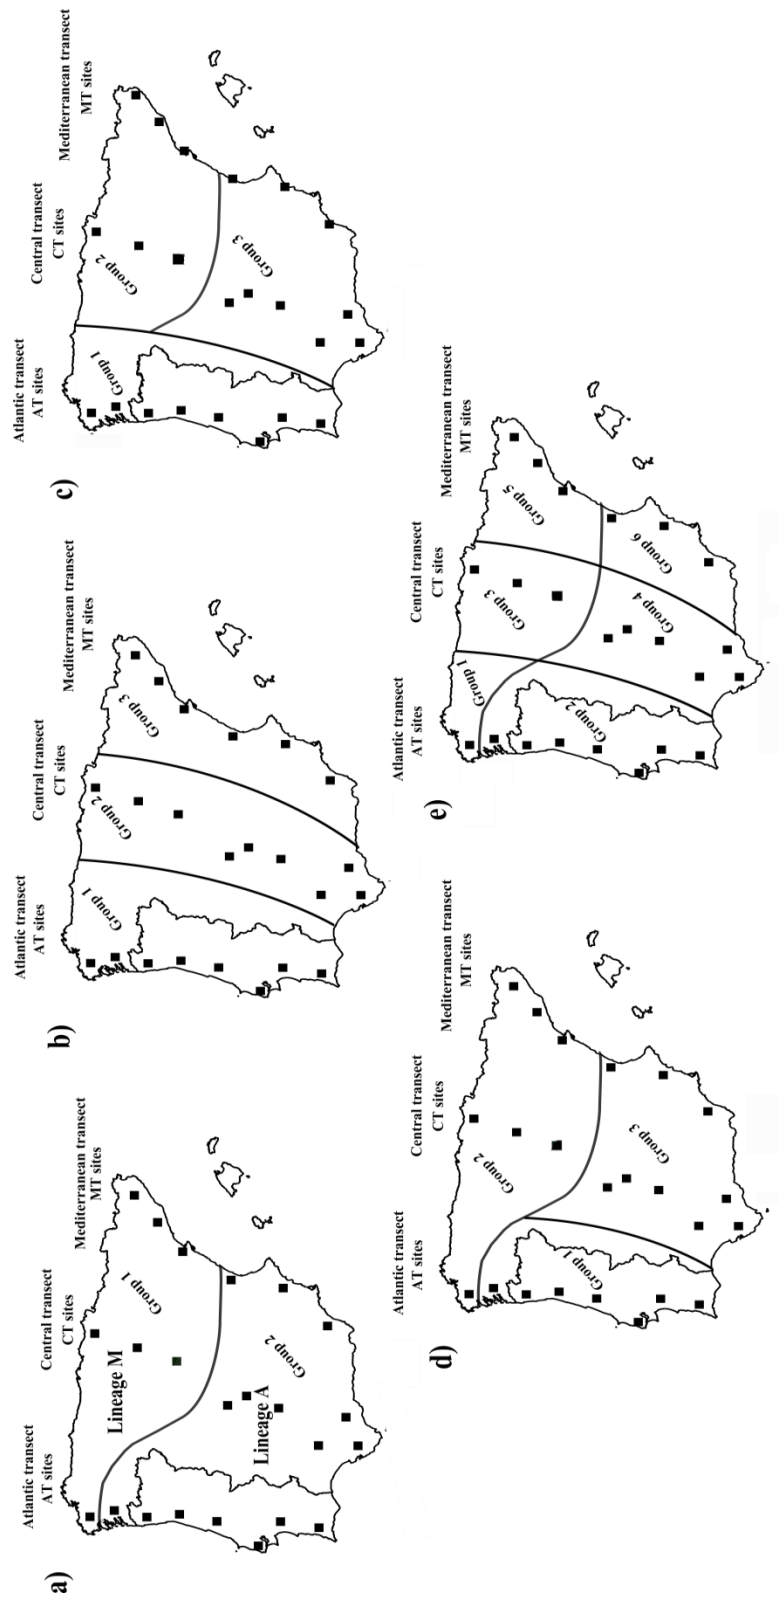 a)
Atlantic transect
AT sites
Central transect
CT sites
Mediterranean transect
MT sites
Lineage M
Group 1
Lineage A
Group 2
b)
Atlantic transect
AT sites
Central transect
CT sites
Mediterranean transect
MT sites
Group 1
Group 2
Group 3
c)
Atlantic transect
AT sites
Central transect
CT sites
Mediterranean transect
MT sites
Group 1
Group 2
Group 3
d)
Atlantic transect
AT sites
Central transect
CT sites
Mediterranean transect
MT sites
Group 1
Group 2
Group 3
e)
Atlantic transect
AT sites
Central transect
CT sites
Mediterranean transect
MT sites
Group 1
Group 2
Group 3
Group 4
Group 5
Group 6